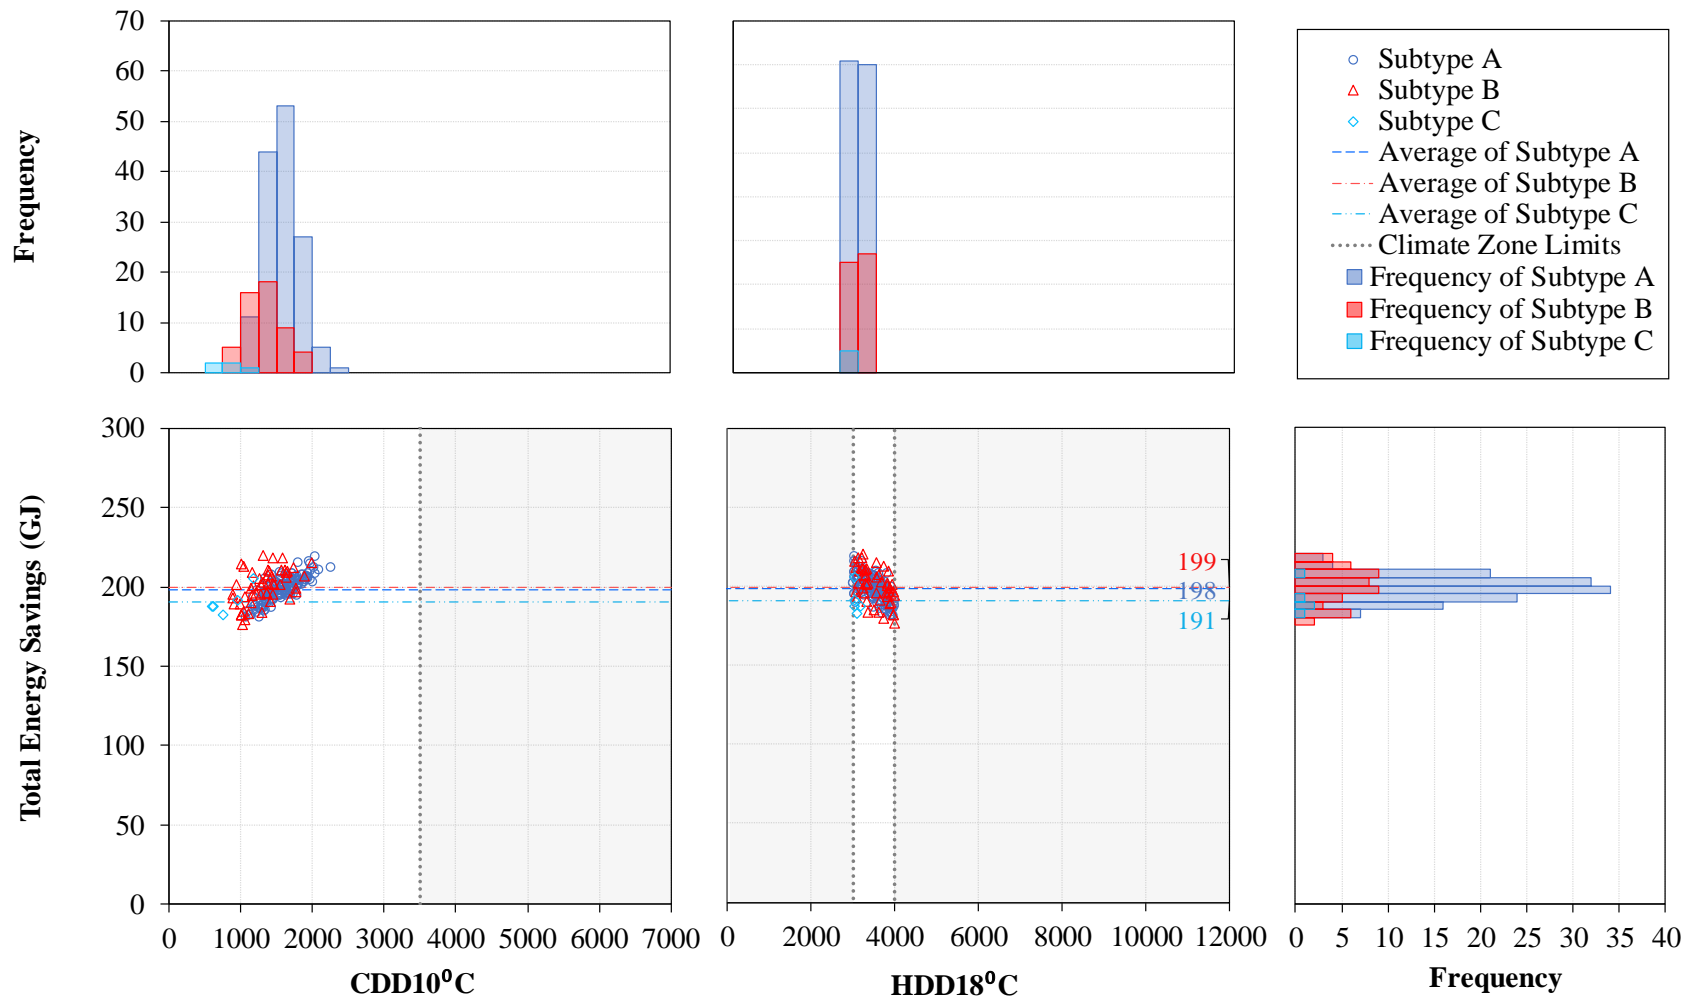 70
60
50
40
30
20
10
0
Frequency
Subtype A
Subtype B
Subtype C
Average of Subtype A
Average of Subtype B
Average of Subtype C
Climate Zone Limits
Frequency of Subtype A
Frequency of Subtype B
Frequency of Subtype C
300
250
200
150
100
50
0
Total Energy Savings (GJ)
199
198
191
0 1000 2000 3000 4000 5000 6000 7000
CDD10⁰C
0 2000 4000 6000 8000 10000 12000
HDD18⁰C
0 5 10 15 20 25 30 35 40
Frequency